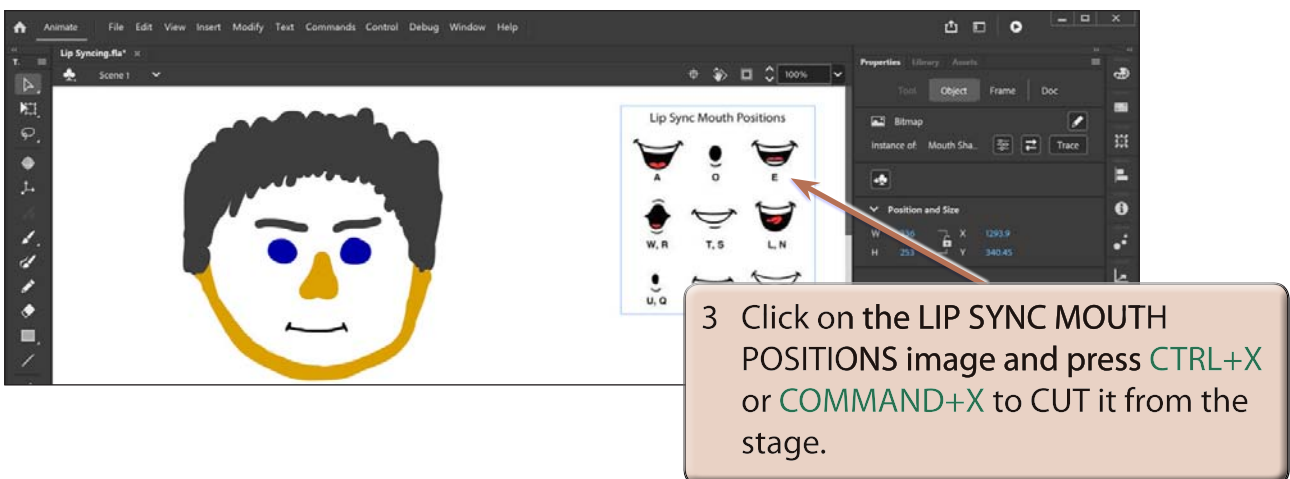 Animate File Edit View Insert Modify Text Commands Control Debug Window Help
Lip Syncing.fla* ×
T.
Scene 1
100%
Properties Library Assets
Tool Object Frame Doc
Bitmap
Instance of: Mouth Sha.. Trace
Position and Size
W X 1293.9
H 253 Y 340.45
Lip Sync Mouth Positions
A O E
W, R T, S L, N
U, Q
3 Click on the LIP SYNC MOUTH
POSITIONS image and press CTRL+X
or COMMAND+X to CUT it from the
stage.